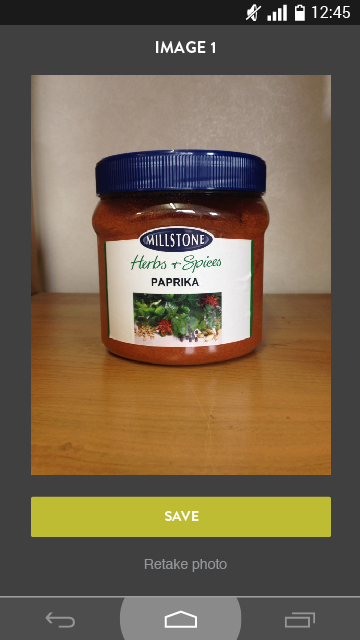 12:45
IMAGE 1
MILLSTONE
Herbs + Spices
PAPRIKA
SAVE
Retake photo